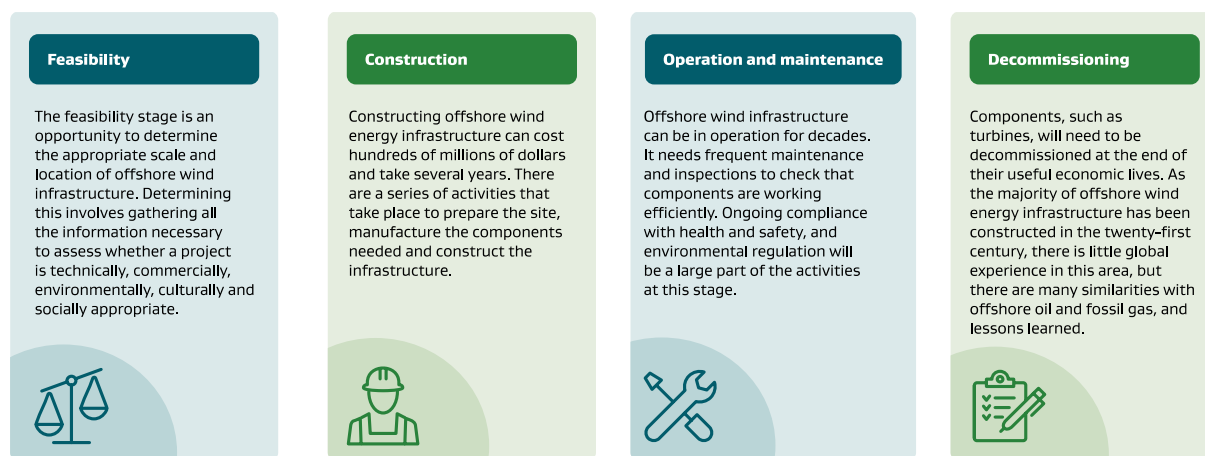 Feasibility
The feasibility stage is an
opportunity to determine
the appropriate scale and
location of offshore wind
infrastructure. Determining
this involves gathering all
the information necessary
to assess whether a project
is technically, commercially,
environmentally, culturally and
socially appropriate.
Construction
Constructing offshore wind
energy infrastructure can cost
hundreds of millions of dollars
and take several years. There
are a series of activities that
take place to prepare the site,
manufacture the components
needed and construct the
infrastructure.
Operation and maintenance
Offshore wind infrastructure
can be in operation for decades.
It needs frequent maintenance
and inspections to check that
components are working
efficiently. Ongoing compliance
with health and safety, and
environmental regulation will
be a large part of the activities
at this stage.
Decommissioning
Components, such as
turbines, will need to be
decommissioned at the end of
their useful economic lives. As
the majority of offshore wind
energy infrastructure has been
constructed in the twenty-first
century, there is little global
experience in this area, but
there are many similarities with
offshore oil and fossil gas, and
lessons learned.